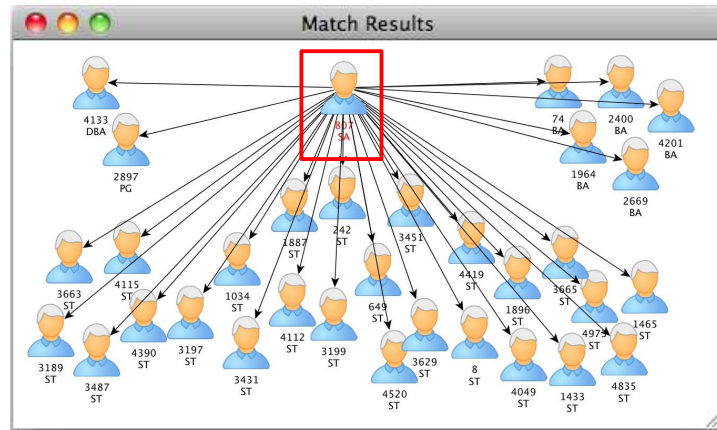 Match Results
4133
DBA
807
SA
74
BA
2400
BA
4201
BA
2897
PG
1964
BA
2669
BA
1887
ST
242
ST
3451
ST
3663
ST
4115
ST
1034
ST
649
ST
4419
ST
1896
ST
3665
ST
4975
ST
1465
ST
3189
ST
3487
ST
4390
ST
3197
ST
3431
ST
4112
ST
3199
ST
4520
ST
3629
ST
8
ST
4049
ST
1433
ST
4835
ST